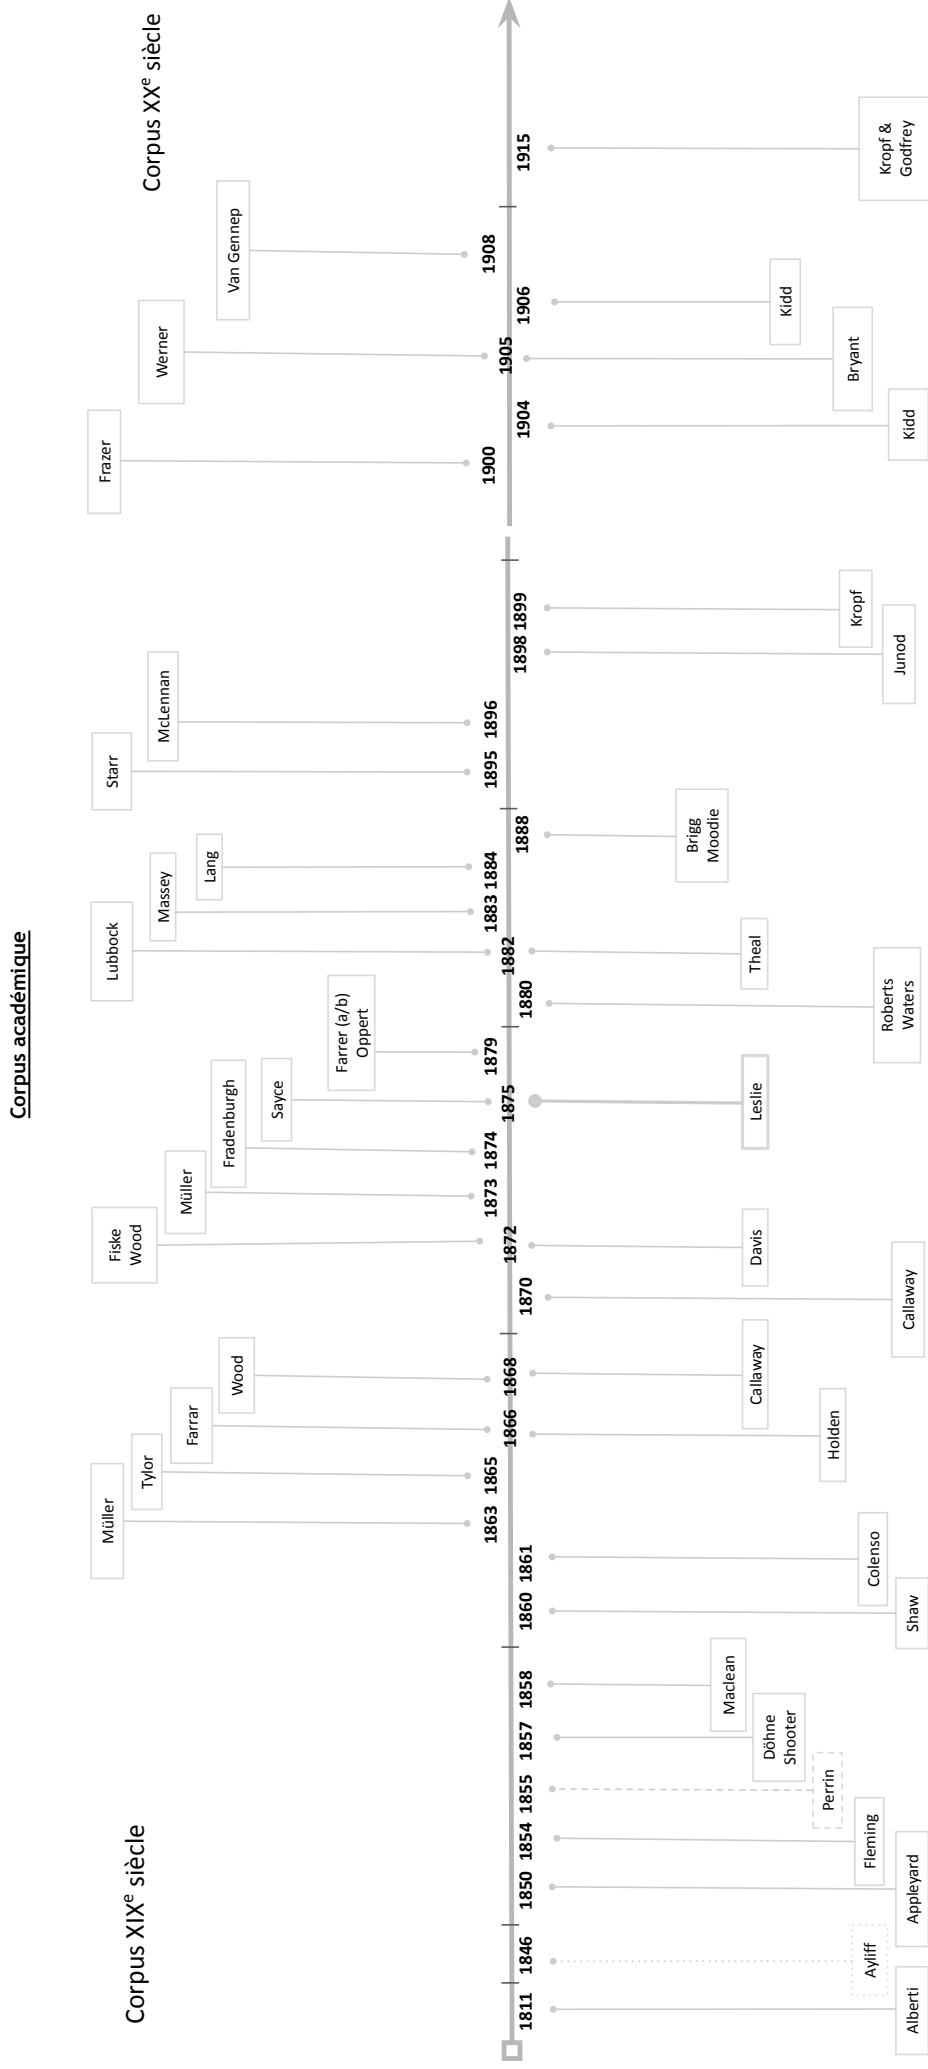 Corpus académique
Corpus XIXᵉ siècle
Corpus XXᵉ siècle
Müller
Tylor
Farrar
Wood
Fiske
Wood
Müller
Fradenburgh
Sayce
Farrer (a/b)
Oppert
Lubbock
Massey
Lang
Starr
McLennan
Frazer
Werner
Van Gennep
1811
1846
1850
1854
1855
1857
1858
1860
1861
1863
1865
1866
1868
1870
1872
1873
1874
1875
1879
1880
1882
1883
1884
1888
1895
1896
1898
1899
1900
1904
1905
1906
1908
1915
Alberti
Ayliff
Appleyard
Fleming
Perrin
Döhne
Shooter
Maclean
Shaw
Colenso
Holden
Callaway
Callaway
Davis
Leslie
Roberts
Waters
Theal
Brigg
Moodie
Junod
Kropf
Kidd
Bryant
Kidd
Kropf &
Godfrey